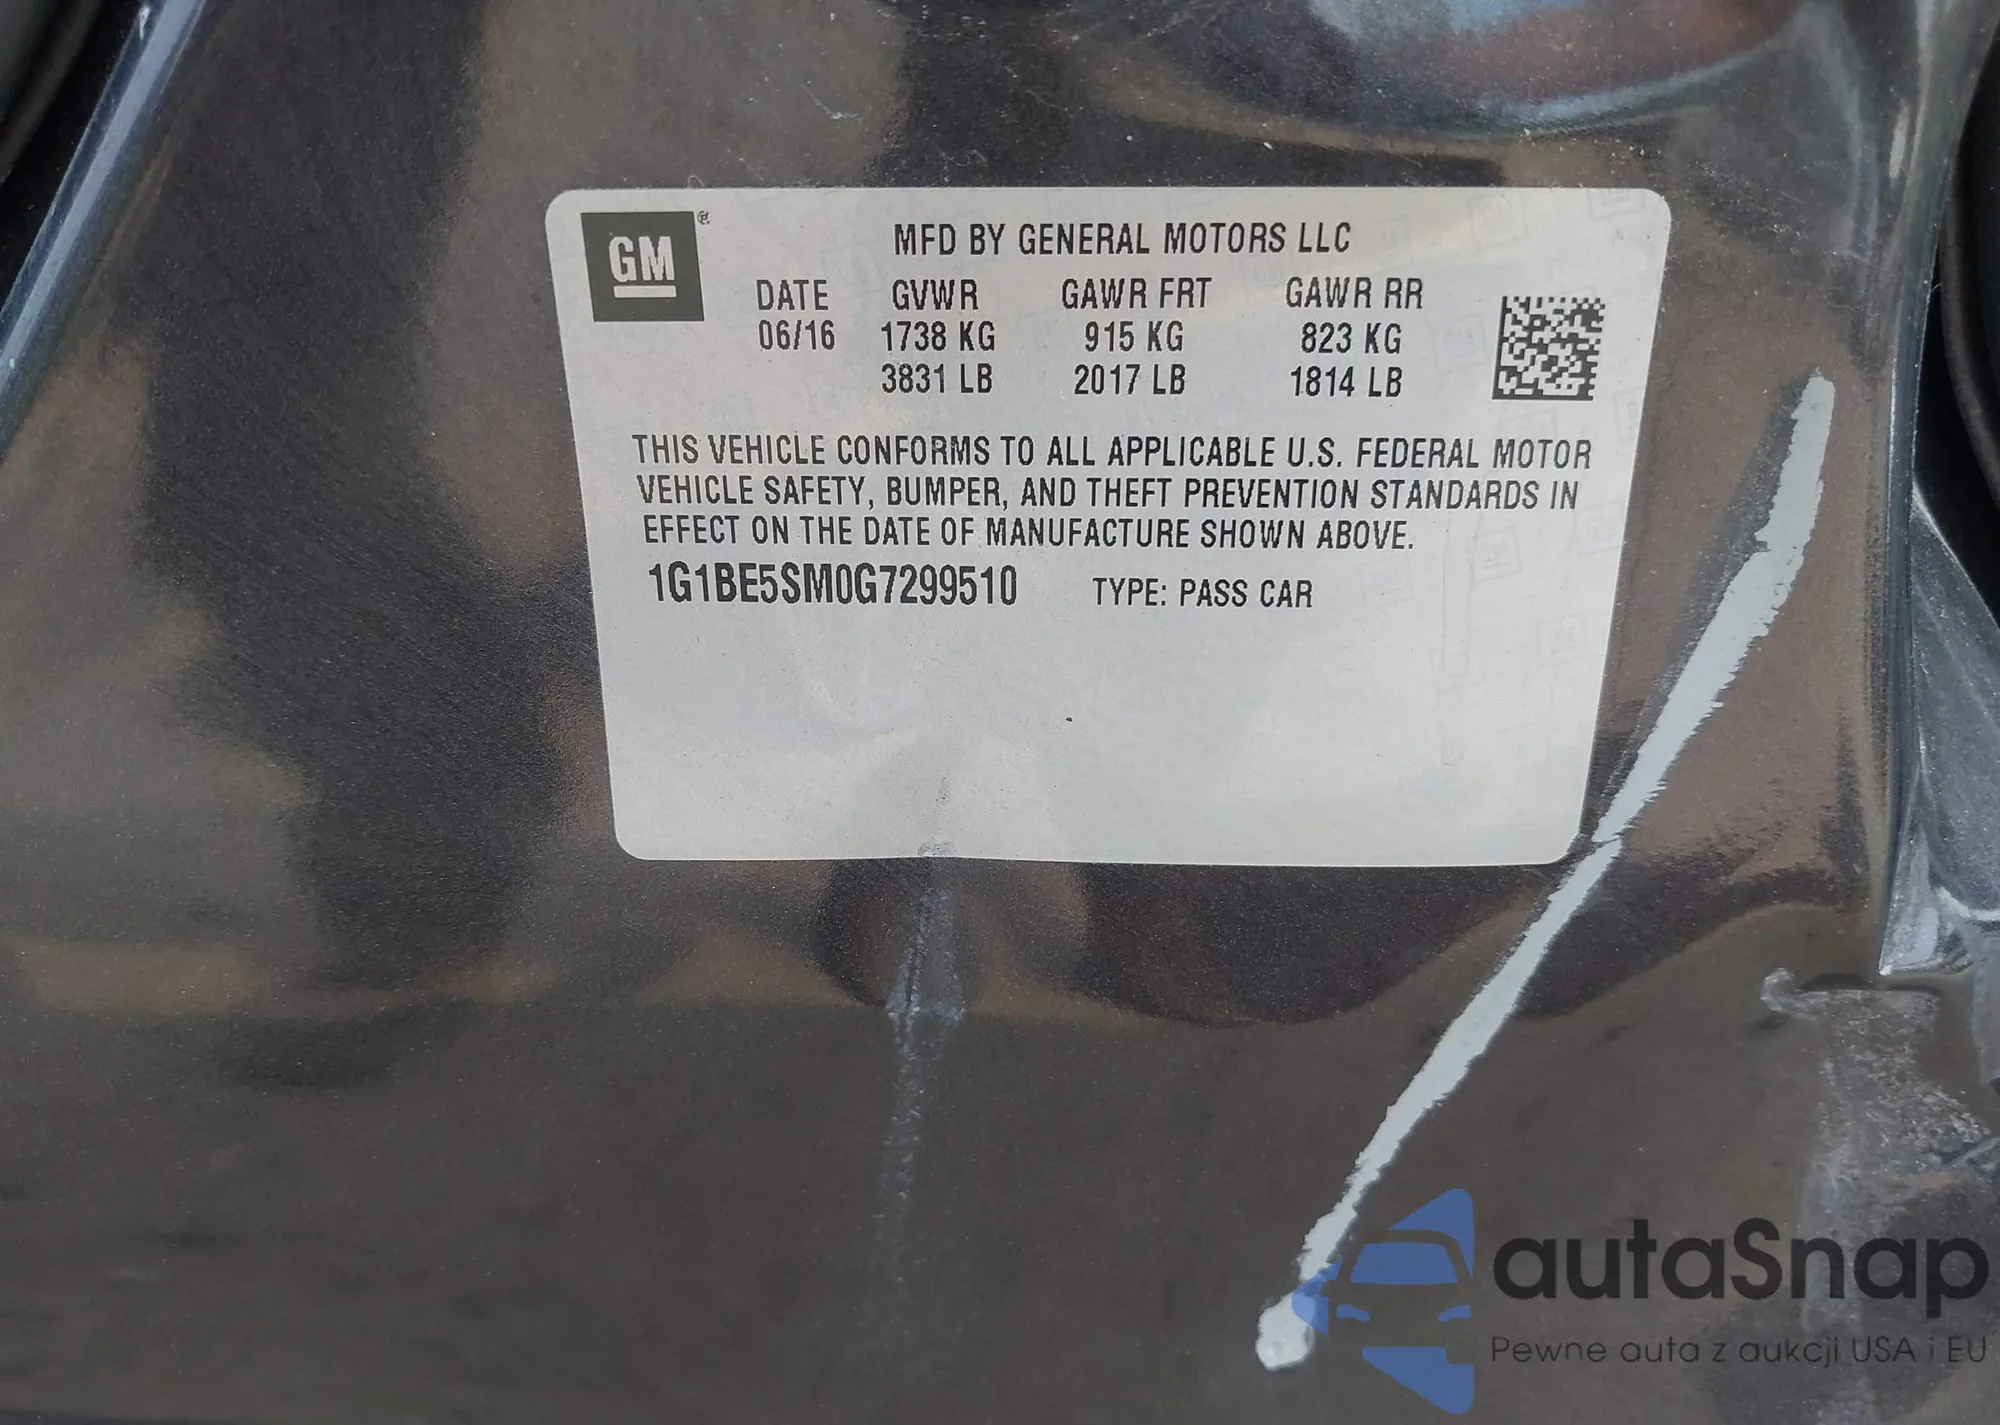 GM ®
MFD BY GENERAL MOTORS LLC
DATE GVWR GAWR FRT GAWR RR
06/16 1738 KG 915 KG 823 KG
3831 LB 2017 LB 1814 LB
THIS VEHICLE CONFORMS TO ALL APPLICABLE U.S. FEDERAL MOTOR
VEHICLE SAFETY, BUMPER, AND THEFT PREVENTION STANDARDS IN
EFFECT ON THE DATE OF MANUFACTURE SHOWN ABOVE.
1G1BE5SM0G7299510 TYPE: PASS CAR
autaSnap
Pewne auta z aukcji USA i EU